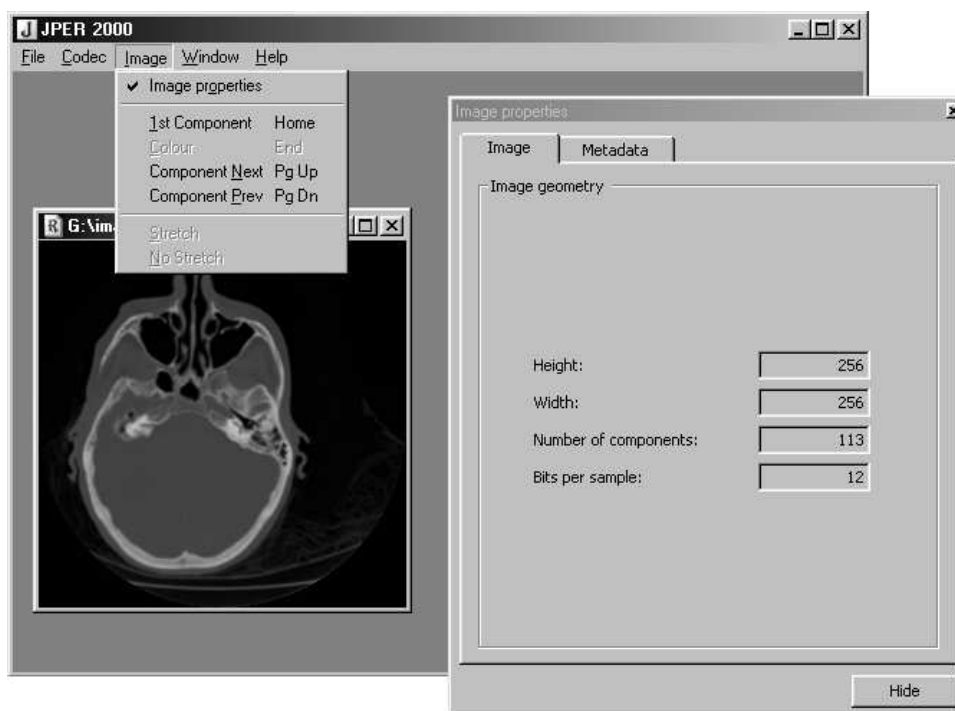 JPER 2000
File Codec Image Window Help
Image properties
1st Component Home
Colour End
Component Next Pg Up
Component Prev Pg Dn
Stretch
No Stretch
R G:\ima
Image properties
Image Metadata
Image geometry
Height: 256
Width: 256
Number of components: 113
Bits per sample: 12
Hide